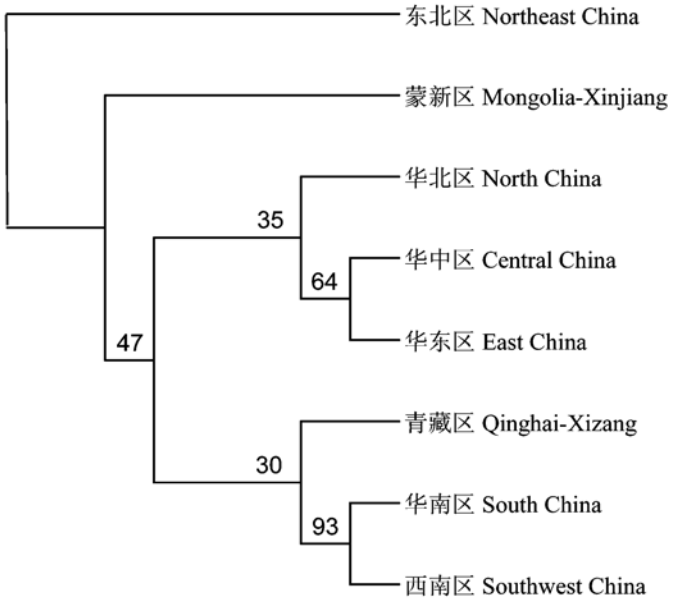 东北区 Northeast China
蒙新区 Mongolia-Xinjiang
华北区 North China
35
华中区 Central China
64
华东区 East China
47
青藏区 Qinghai-Xizang
30
华南区 South China
93
西南区 Southwest China